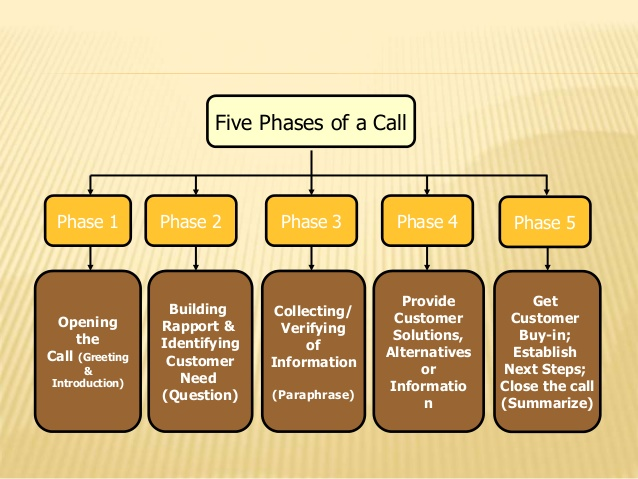 Five Phases of a Call
Phase 1
Phase 2
Phase 3
Phase 4
Phase 5
Opening
the
Call (Greeting
&
Introduction)
Building
Rapport &
Identifying
Customer
Need
(Question)
Collecting/
Verifying
of
Information
(Paraphrase)
Provide
Customer
Solutions,
Alternatives
or
Informatio
n
Get
Customer
Buy-in;
Establish
Next Steps;
Close the call
(Summarize)